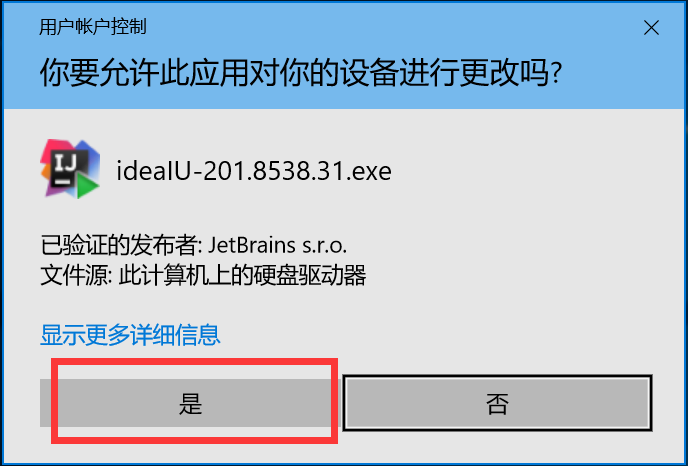 用户帐户控制
你要允许此应用对你的设备进行更改吗?
IJ
ideaIU-201.8538.31.exe
已验证的发布者: JetBrains s.r.o.
文件源: 此计算机上的硬盘驱动器
显示更多详细信息
是
否